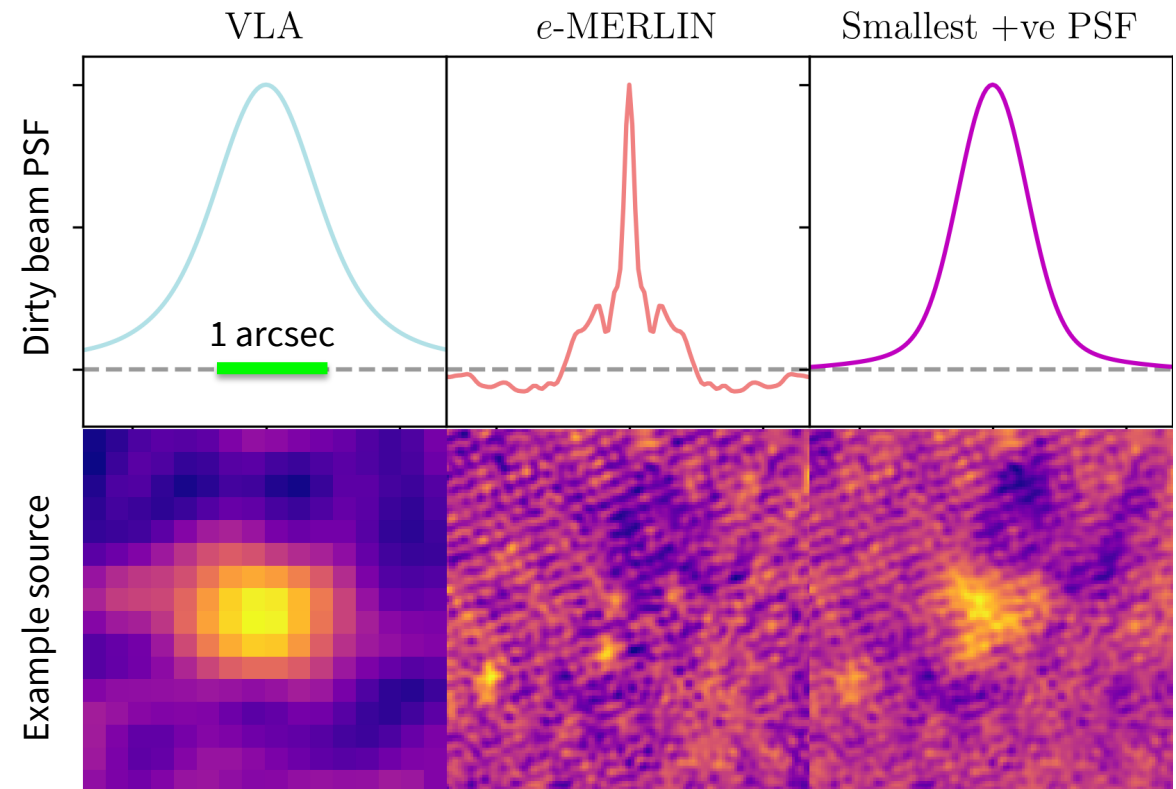 VLA
e-MERLIN
Smallest +ve PSF
Dirty beam PSF
1 arcsec
Example source